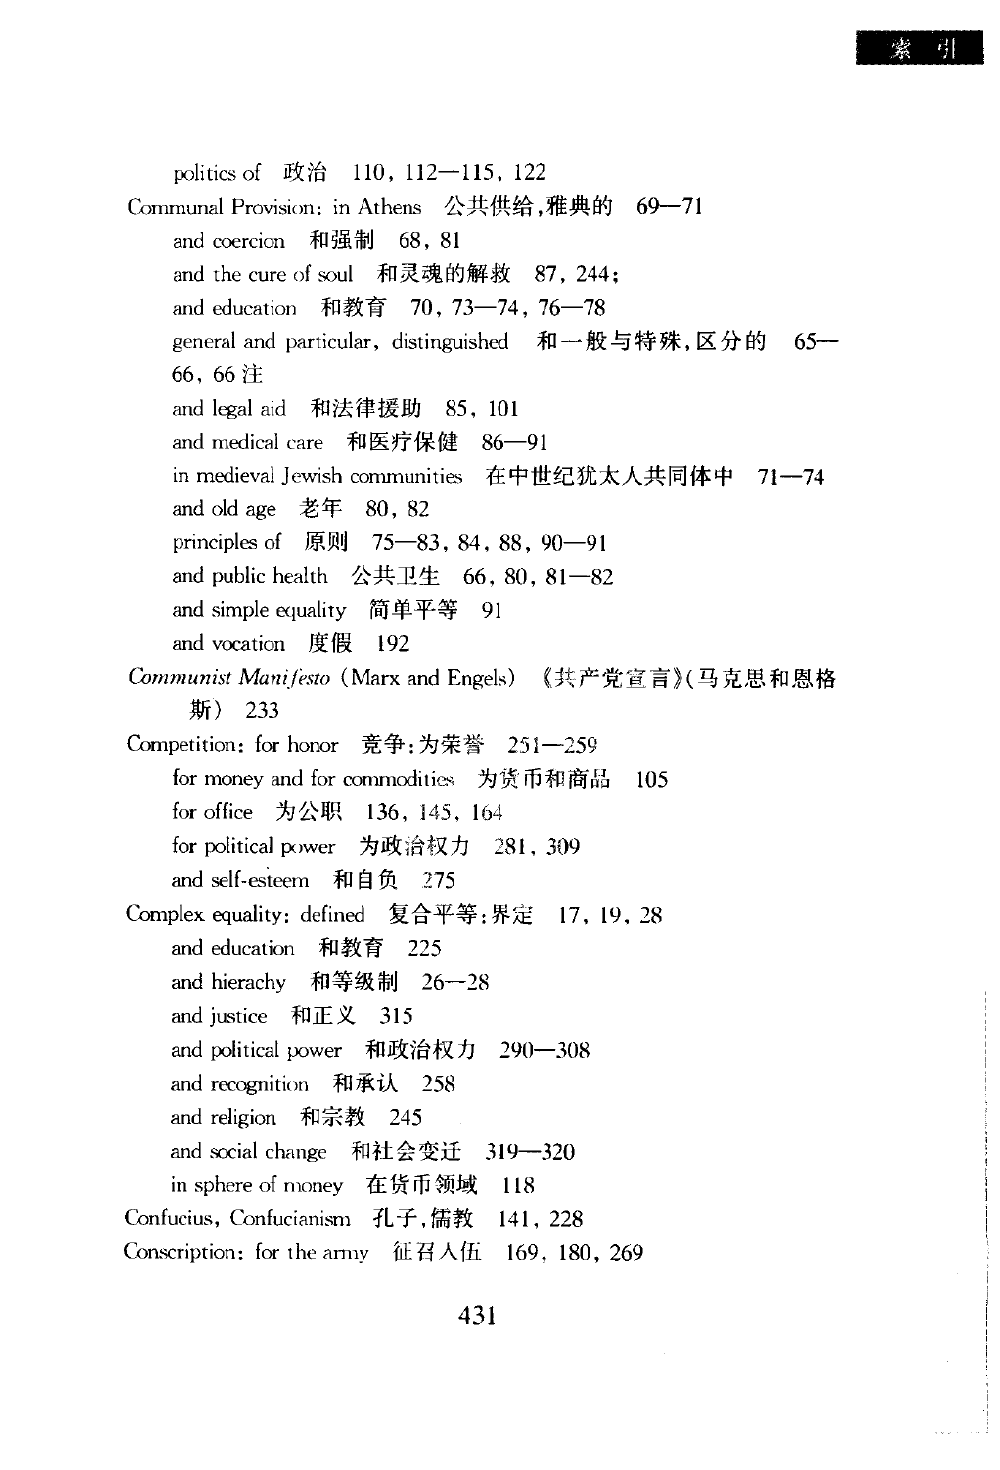 索 引
politics of 政治 110, 112—115, 122
Communal Provision: in Athens 公共供给,雅典的 69—71
and coercion 和强制 68, 81
and the cure of soul 和灵魂的解救 87, 244;
and education 和教育 70, 73—74, 76—78
general and particular, distinguished 和一般与特殊,区分的 65—
66, 66注
and legal aid 和法律援助 85, 101
and medical care 和医疗保健 86—91
in medieval Jewish communities 在中世纪犹太人共同体中 71—74
and old age 老年 80, 82
principles of 原则 75—83, 84, 88, 90—91
and public health 公共卫生 66, 80, 81—82
and simple equality 简单平等 91
and vocation 度假 192
Communist Manifesto (Marx and Engels) 《共产党宣言》(马克思和恩格
斯) 233
Competition: for honor 竞争:为荣誉 251—259
for money and for commodities 为货币和商品 105
for office 为公职 136, 145, 164
for political power 为政治权力 281, 309
and self-esteem 和自负 275
Complex equality: defined 复合平等:界定 17, 19, 28
and education 和教育 225
and hierachy 和等级制 26—28
and justice 和正义 315
and political power 和政治权力 290—308
and recognition 和承认 258
and religion 和宗教 245
and social change 和社会变迁 319—320
in sphere of money 在货币领域 118
Confucius, Confucianism 孔子,儒教 141, 228
Conscription: for the army 征召人伍 169, 180, 269
431